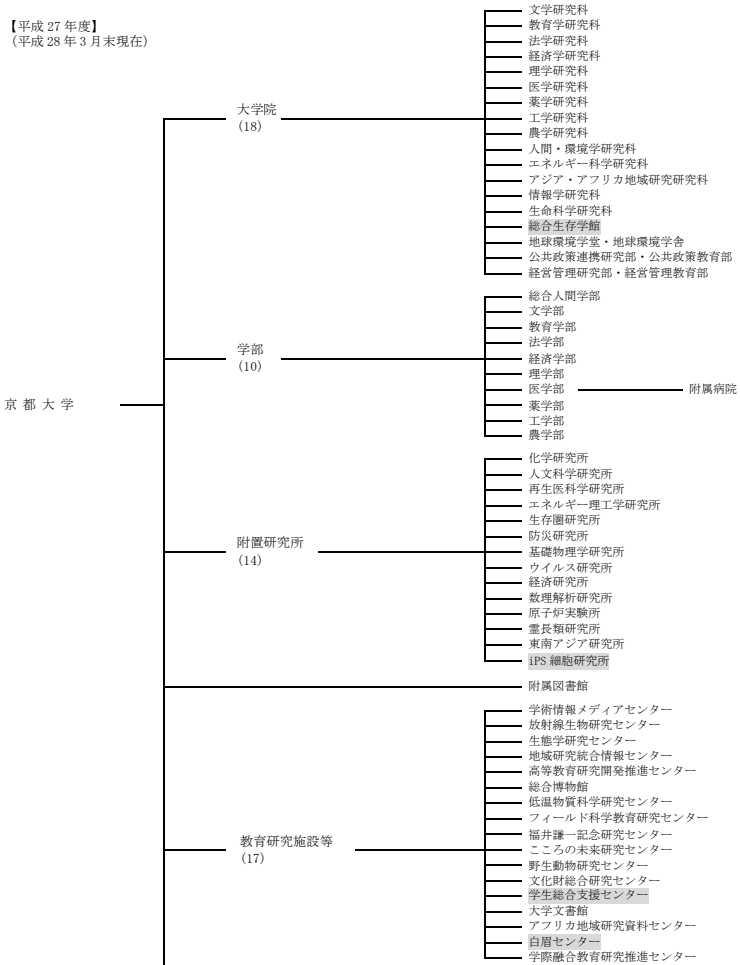 【平成 27 年度】
（平成 28 年 3 月末現在）
京 都 大 学
大学院
(18)
文学研究科
教育学研究科
法学研究科
経済学研究科
理学研究科
医学研究科
薬学研究科
工学研究科
農学研究科
人間・環境学研究科
エネルギー科学研究科
アジア・アフリカ地域研究研究科
情報学研究科
生命科学研究科
総合生存学館
地球環境学堂・地球環境学舎
公共政策連携研究部・公共政策教育部
経営管理研究部・経営管理教育部
学部
(10)
総合人間学部
文学部
教育学部
法学部
経済学部
理学部
医学部 附属病院
薬学部
工学部
農学部
附置研究所
(14)
化学研究所
人文科学研究所
再生医科学研究所
エネルギー理工学研究所
生存圏研究所
防災研究所
基礎物理学研究所
ウイルス研究所
経済研究所
数理解析研究所
原子炉実験所
霊長類研究所
東南アジア研究所
iPS 細胞研究所
附属図書館
教育研究施設等
(17)
学術情報メディアセンター
放射線生物研究センター
生態学研究センター
地域研究統合情報センター
高等教育研究開発推進センター
総合博物館
低温物質科学研究センター
フィールド科学教育研究センター
福井謙一記念研究センター
こころの未来研究センター
野生動物研究センター
文化財総合研究センター
学生総合支援センター
大学文書館
アフリカ地域研究資料センター
白眉センター
学際融合教育研究推進センター